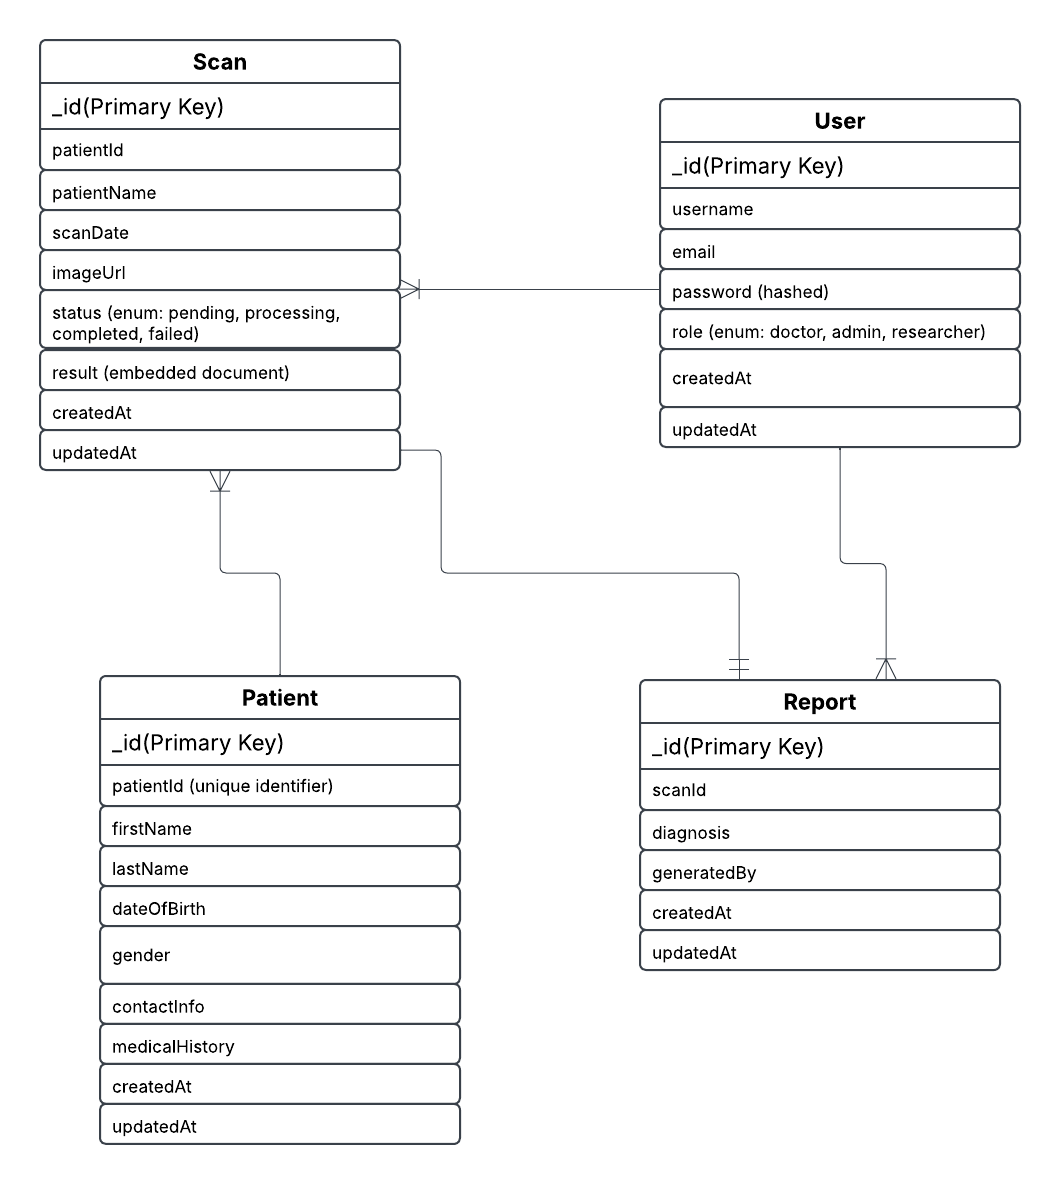 Scan
_id(Primary Key)
patientId
patientName
scanDate
imageUrl
status (enum: pending, processing,
completed, failed)
result (embedded document)
createdAt
updatedAt
User
_id(Primary Key)
username
email
password (hashed)
role (enum: doctor, admin, researcher)
createdAt
updatedAt
Patient
_id(Primary Key)
patientId (unique identifier)
firstName
lastName
dateOfBirth
gender
contactInfo
medicalHistory
createdAt
updatedAt
Report
_id(Primary Key)
scanId
diagnosis
generatedBy
createdAt
updatedAt